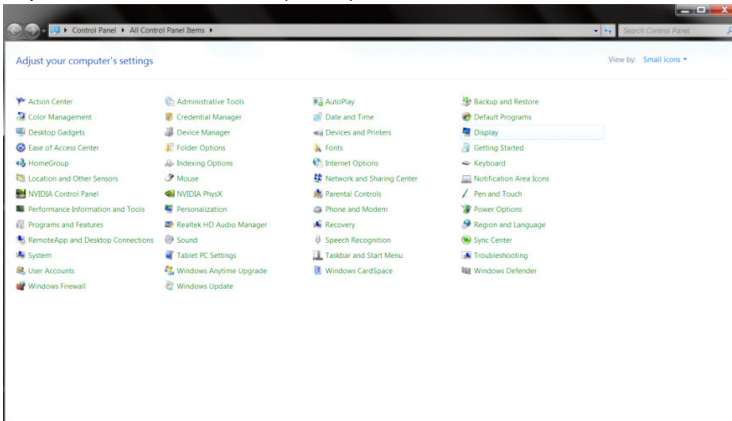 Control Panel All Control Panel Items Search Control Panel
Adjust your computer's settings View by: Small icons
Action Center Administrative Tools AutoPlay Backup and Restore
Color Management Credential Manager Date and Time Default Programs
Desktop Gadgets Device Manager Devices and Printers Display
Ease of Access Center Folder Options Fonts Getting Started
HomeGroup Indexing Options Internet Options Keyboard
Location and Other Sensors Mouse Network and Sharing Center Notification Area Icons
NVIDIA Control Panel NVIDIA PhysX Parental Controls Pen and Touch
Performance Information and Tools Personalization Phone and Modem Power Options
Programs and Features Realtek HD Audio Manager Recovery Region and Language
RemoteApp and Desktop Connections Sound Speech Recognition Sync Center
System Tablet PC Settings Taskbar and Start Menu Troubleshooting
User Accounts Windows Anytime Upgrade Windows CardSpace Windows Defender
Windows Firewall Windows Update